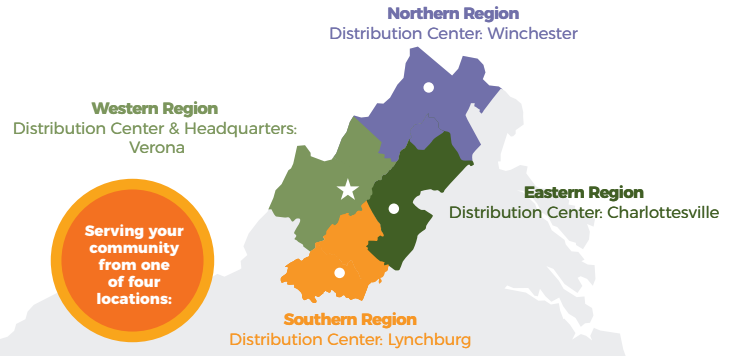 Northern Region
Distribution Center: Winchester
Western Region
Distribution Center & Headquarters:
Verona
Eastern Region
Distribution Center: Charlottesville
Serving your
community
from one
of four
locations:
Southern Region
Distribution Center: Lynchburg